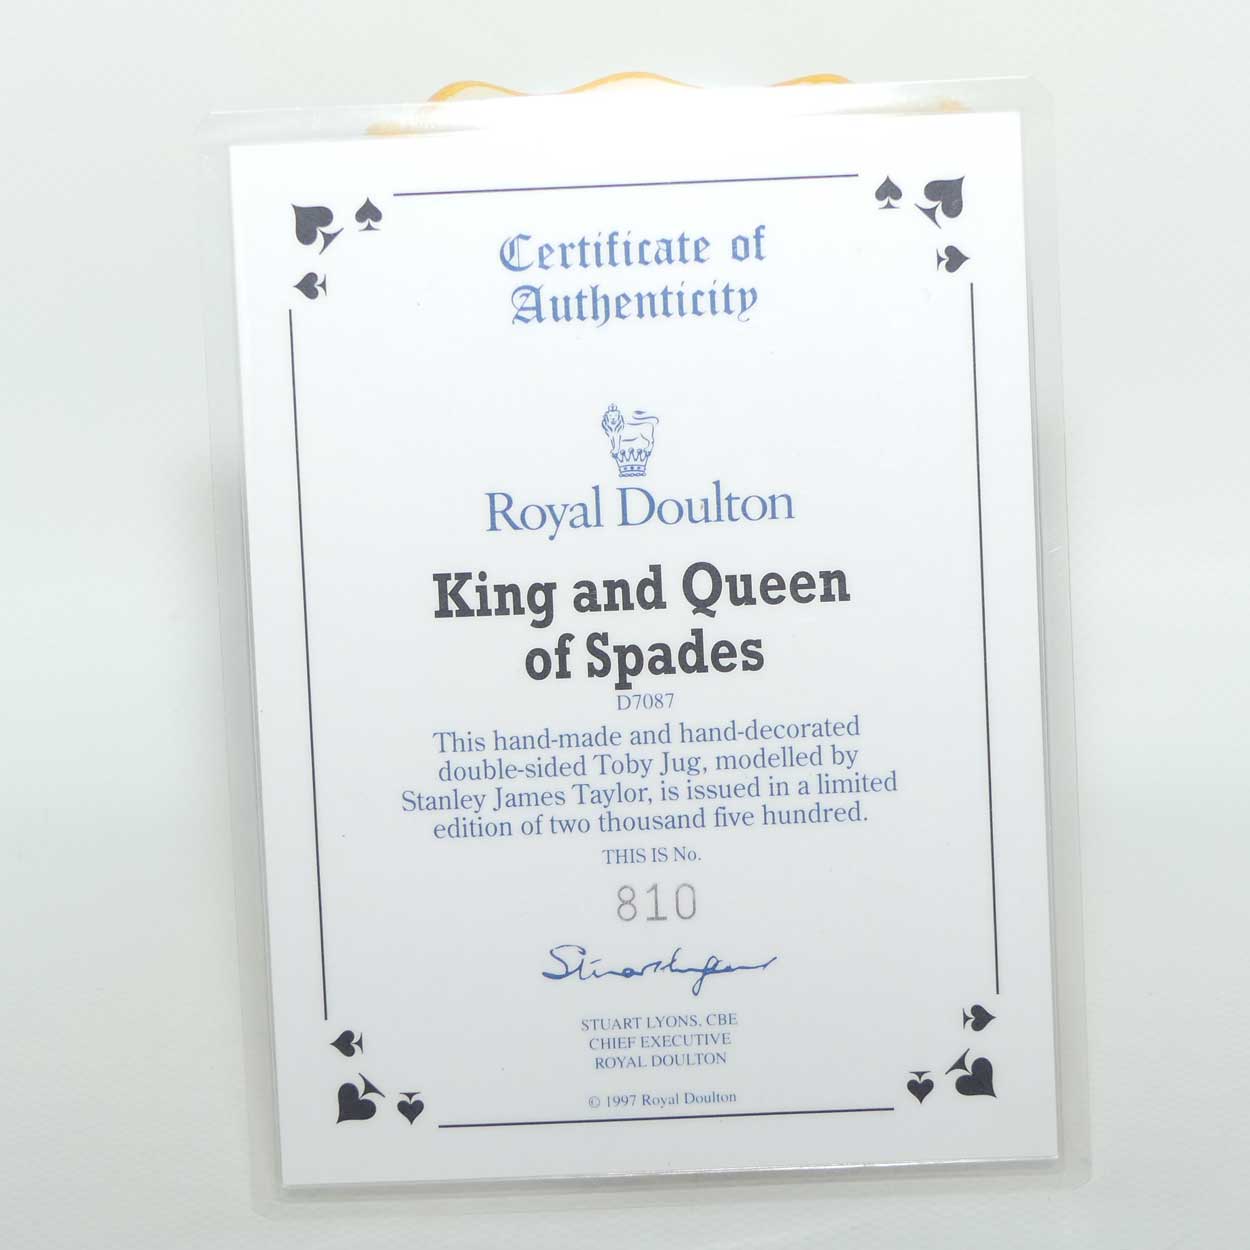 Certificate of
Authenticity
Royal Doulton
King and Queen
of Spades
D7087
This hand-made and hand-decorated
double-sided Toby Jug, modelled by
Stanley James Taylor, is issued in a limited
edition of two thousand five hundred.
THIS IS No.
810
Stuart Lyons
STUART LYONS, CBE
CHIEF EXECUTIVE
ROYAL DOULTON
© 1997 Royal Doulton